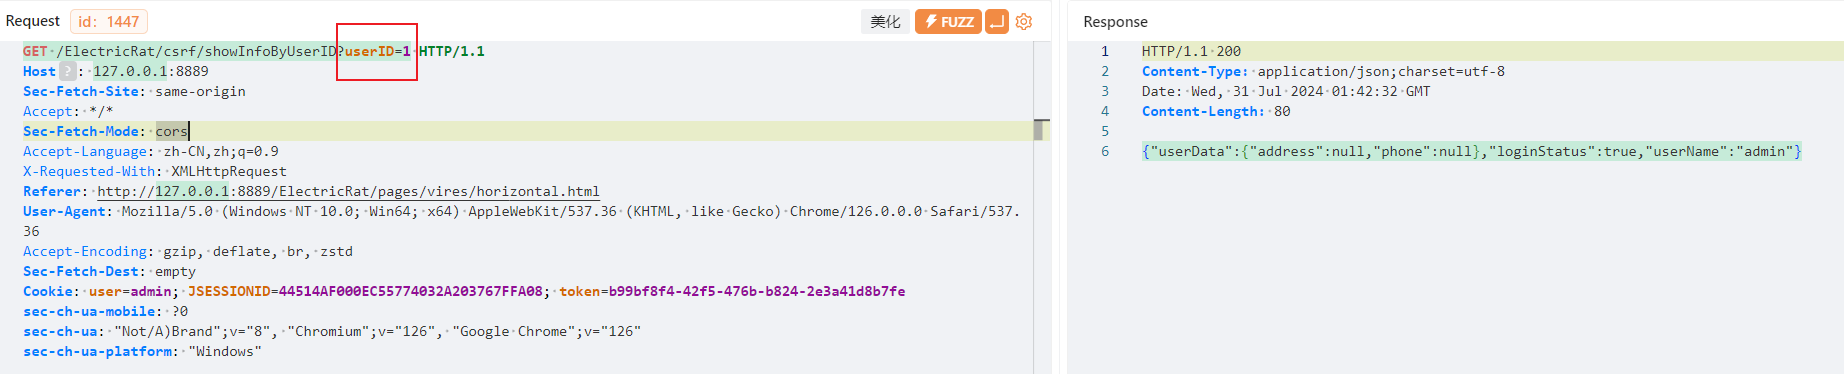 Request id: 1447 美化 FUZZ
GET /ElectricRat/csrf/showInfoByUserID?userID=1 HTTP/1.1
Host ? : 127.0.0.1:8889
Sec-Fetch-Site: same-origin
Accept: */*
Sec-Fetch-Mode: cors
Accept-Language: zh-CN,zh;q=0.9
X-Requested-With: XMLHttpRequest
Referer: http://127.0.0.1:8889/ElectricRat/pages/vires/horizontal.html
User-Agent: Mozilla/5.0 (Windows NT 10.0; Win64; x64) AppleWebKit/537.36 (KHTML, like Gecko) Chrome/126.0.0.0 Safari/537.
36
Accept-Encoding: gzip, deflate, br, zstd
Sec-Fetch-Dest: empty
Cookie: user=admin; JSESSIONID=44514AF000EC55774032A203767FFA08; token=b99bf8f4-42f5-476b-b824-2e3a41d8b7fe
sec-ch-ua-mobile: ?0
sec-ch-ua: "Not/A)Brand";v="8", "Chromium";v="126", "Google Chrome";v="126"
sec-ch-ua-platform: "Windows"
Response
1 HTTP/1.1 200
2 Content-Type: application/json;charset=utf-8
3 Date: Wed, 31 Jul 2024 01:42:32 GMT
4 Content-Length: 80
5
6 {"userData":{"address":null,"phone":null},"loginStatus":true,"userName":"admin"}